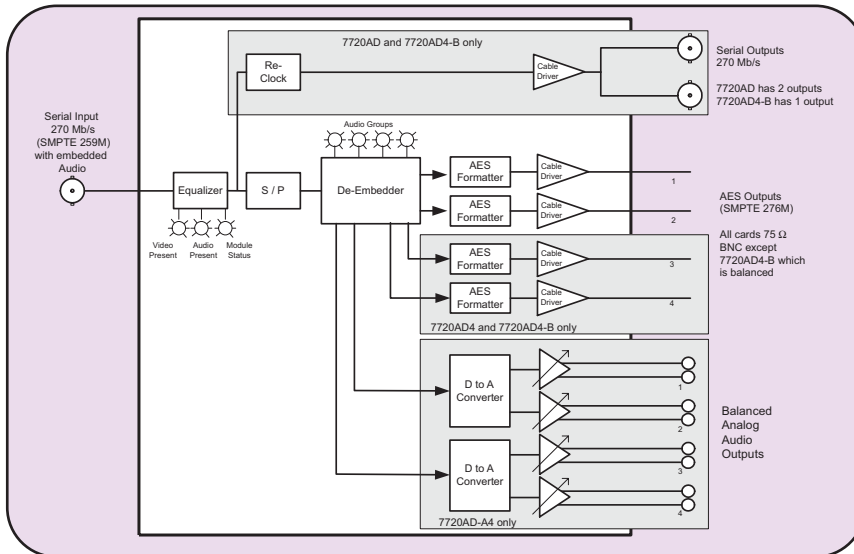 7720AD and 7720AD4-B only
Re-
Clock
Cable
Driver
Serial Outputs
270 Mb/s
7720AD has 2 outputs
7720AD4-B has 1 output
Serial Input
270 Mb/s
(SMPTE 259M)
with embedded
Audio
Equalizer
Video
Present
Audio
Present
Module
Status
S / P
Audio Groups
De-Embedder
AES
Formatter
Cable
Driver
1
AES
Formatter
Cable
Driver
2
AES Outputs
(SMPTE 276M)
All cards 75 Ω
BNC except
7720AD4-B which
is balanced
AES
Formatter
Cable
Driver
3
AES
Formatter
Cable
Driver
4
7720AD4 and 7720AD4-B only
D to A
Converter
1
2
D to A
Converter
3
4
Balanced
Analog
Audio
Outputs
7720AD-A4 only